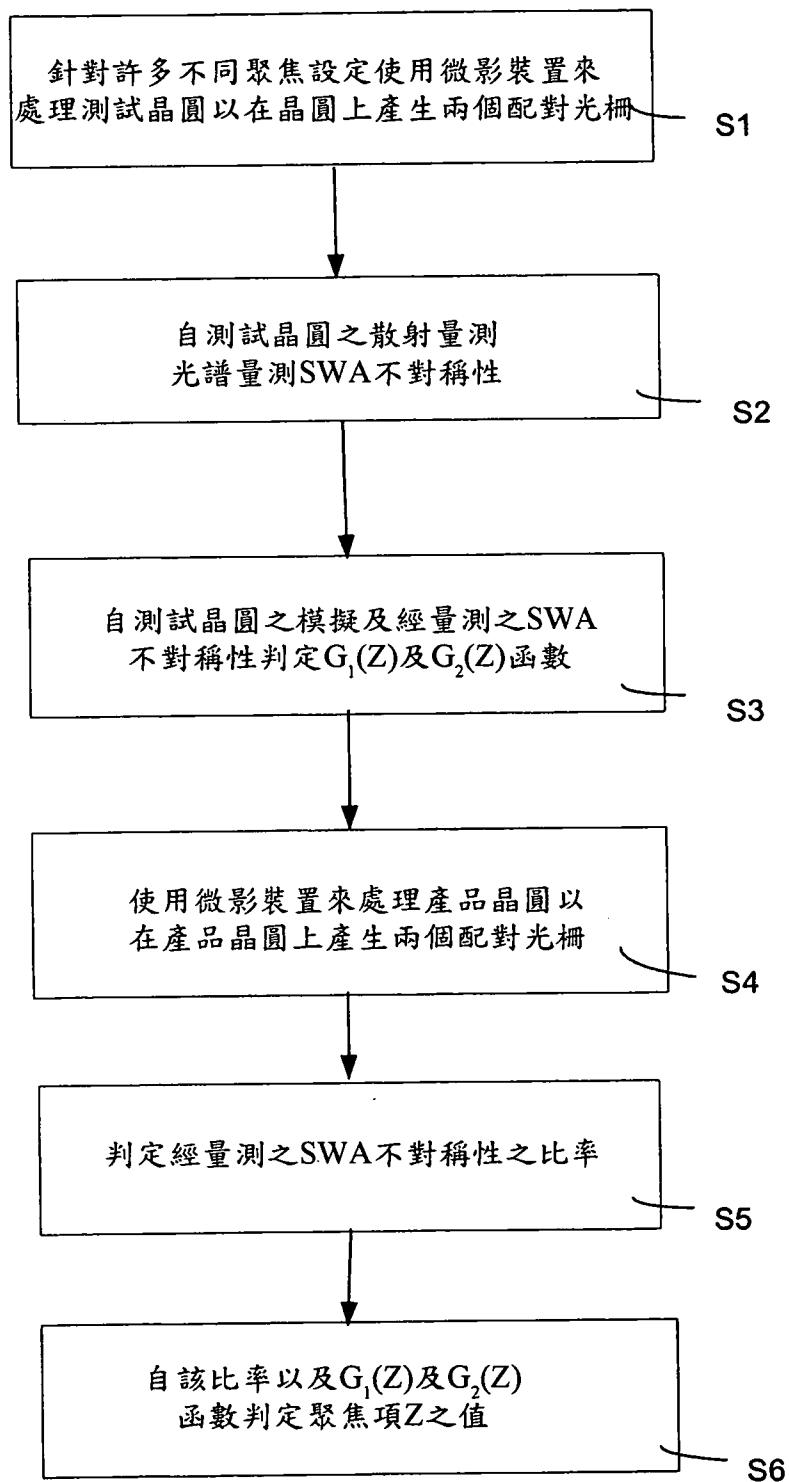 針對許多不同聚焦設定使用微影裝置來
處理測試晶圓以在晶圓上產生兩個配對光柵
S1
自測試晶圓之散射量測
光譜量測SWA不對稱性
S2
自測試晶圓之模擬及經量測之SWA
不對稱性判定G₁(Z)及G₂(Z)函數
S3
使用微影裝置來處理產品晶圓以
在產品晶圓上產生兩個配對光柵
S4
判定經量測之SWA不對稱性之比率
S5
自該比率以及G₁(Z)及G₂(Z)
函數判定聚焦項Z之值
S6